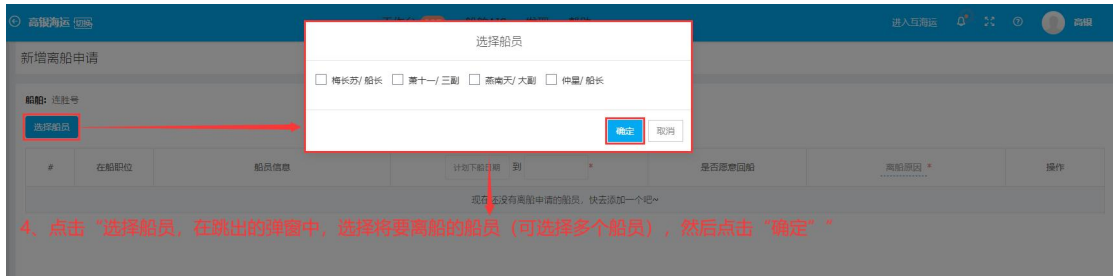 高银海运 切换
进入互海运
高银
选择船员
新增离船申请
梅长苏/ 船长 萧十一/ 三副 燕南天/ 大副 仲星/ 船长
船舶: 连胜号
选择船员
确定 取消
# 在船职位 船员信息 计划下船日期 到 * 是否愿意回船 离船原因 * 操作
现在还没有离船申请的船员，快去添加一个吧~
4、点击“选择船员，在跳出的弹窗中，选择将要离船的船员（可选择多个船员），然后点击“确定””